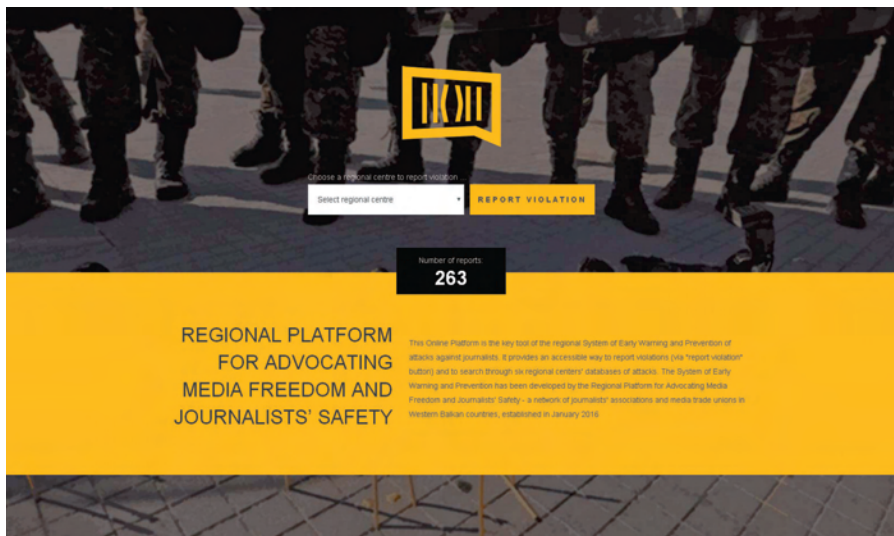 Choose a regional centre to report violation ...
Select regional centre
REPORT VIOLATION
Number of reports:
263
REGIONAL PLATFORM
FOR ADVOCATING
MEDIA FREEDOM AND
JOURNALISTS' SAFETY
This Online Platform is the key tool of the regional System of Early Warning and Prevention of
attacks against journalists. It provides an accessible way to report violations (via "report violation"
button) and to search through six regional centers' databases of attacks. The System of Early
Warning and Prevention has been developed by the Regional Platform for Advocating Media
Freedom and Journalists' Safety - a network of journalists' associations and media trade unions in
Western Balkan countries, established in January 2016